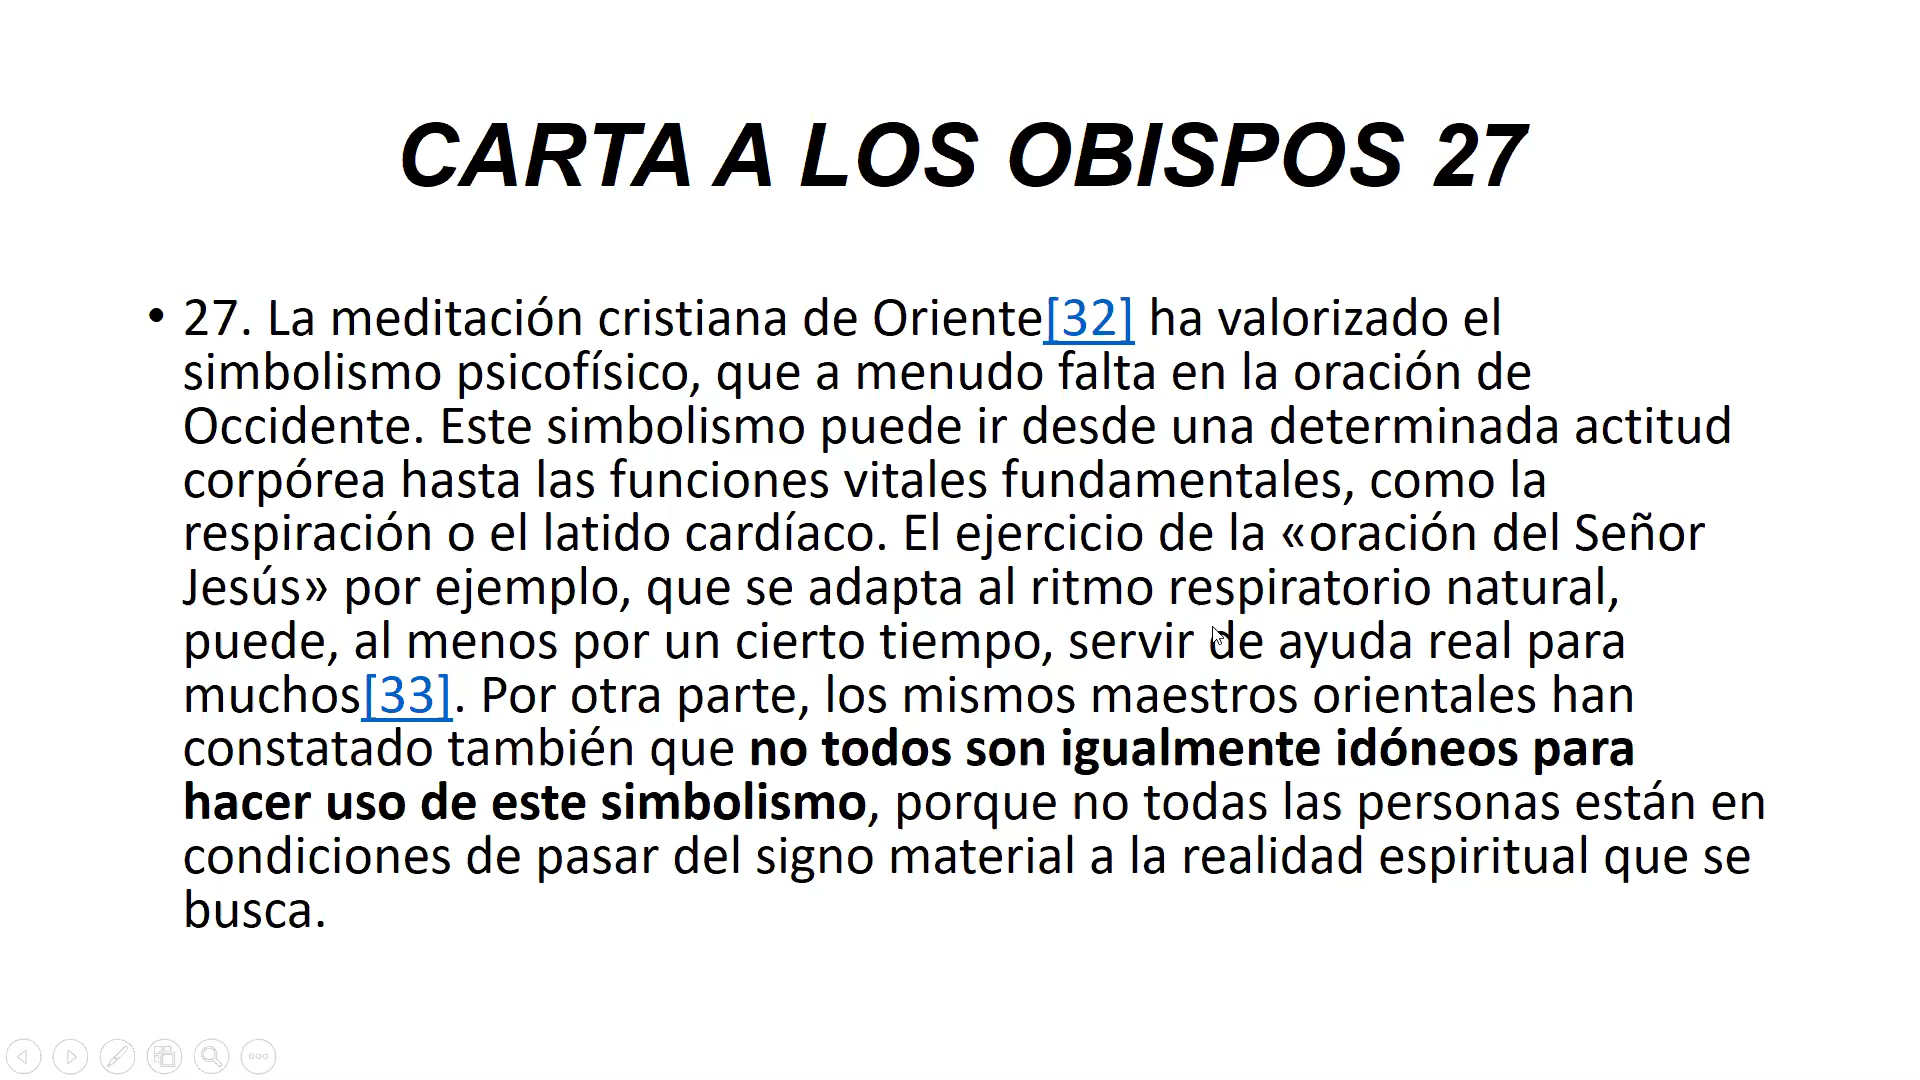 CARTA A LOS OBISPOS 27
• 27. La meditación cristiana de Oriente[32] ha valorizado el
simbolismo psicofísico, que a menudo falta en la oración de
Occidente. Este simbolismo puede ir desde una determinada actitud
corpórea hasta las funciones vitales fundamentales, como la
respiración o el latido cardíaco. El ejercicio de la «oración del Señor
Jesús» por ejemplo, que se adapta al ritmo respiratorio natural,
puede, al menos por un cierto tiempo, servir de ayuda real para
muchos[33]. Por otra parte, los mismos maestros orientales han
constatado también que no todos son igualmente idóneos para
hacer uso de este simbolismo, porque no todas las personas están en
condiciones de pasar del signo material a la realidad espiritual que se
busca.